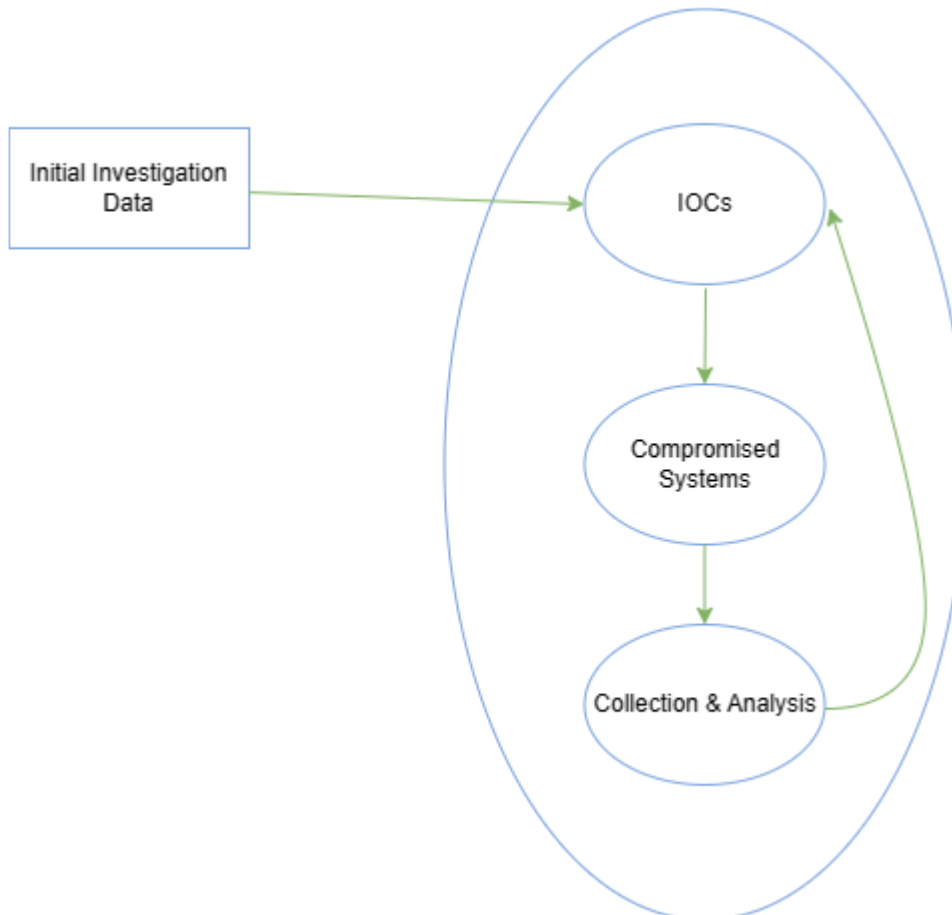 Initial Investigation
Data
IOCs
Compromised
Systems
Collection & Analysis